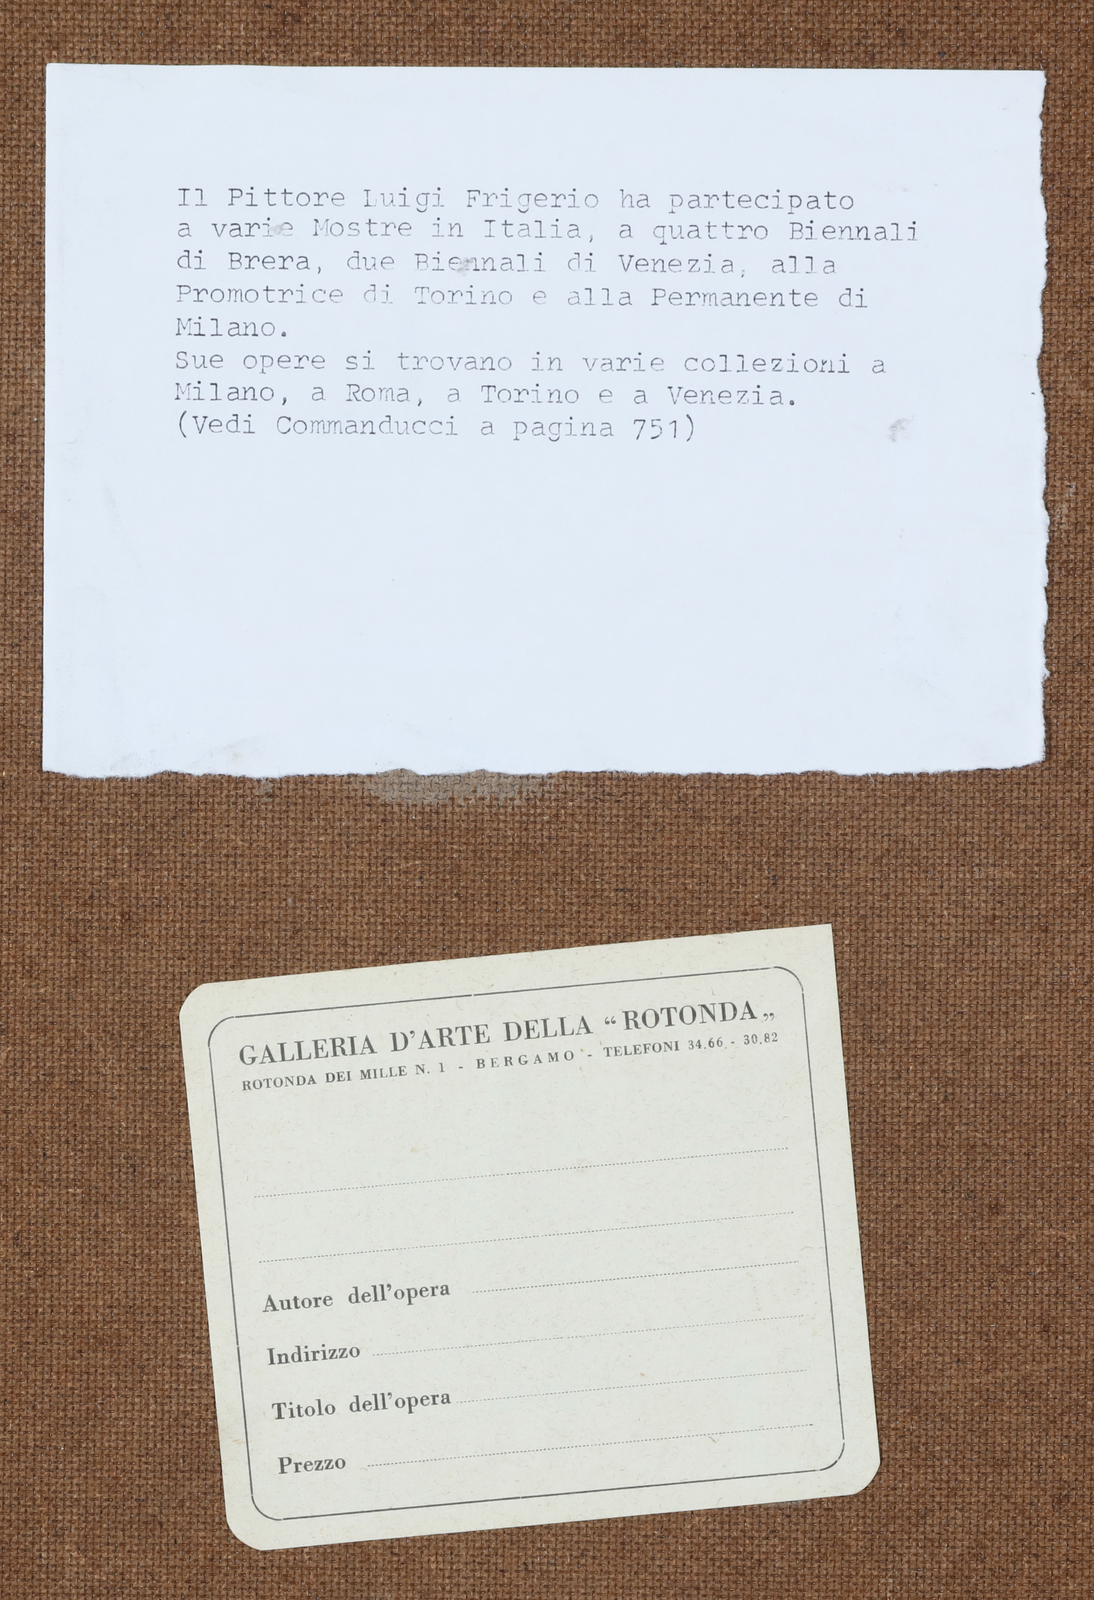 Il Pittore Luigi Frigerio ha partecipato
a varie Mostre in Italia, a quattro Biennali
di Brera, due Biennali di Venezia, alla
Promotrice di Torino e alla Permanente di
Milano.
Sue opere si trovano in varie collezioni a
Milano, a Roma, a Torino e a Venezia.
(Vedi Commanducci a pagina 751)
GALLERIA D'ARTE DELLA “ROTONDA„
ROTONDA DEI MILLE N. 1 - BERGAMO - TELEFONI 34.66 - 30.82
Autore dell'opera
Indirizzo
Titolo dell'opera
Prezzo